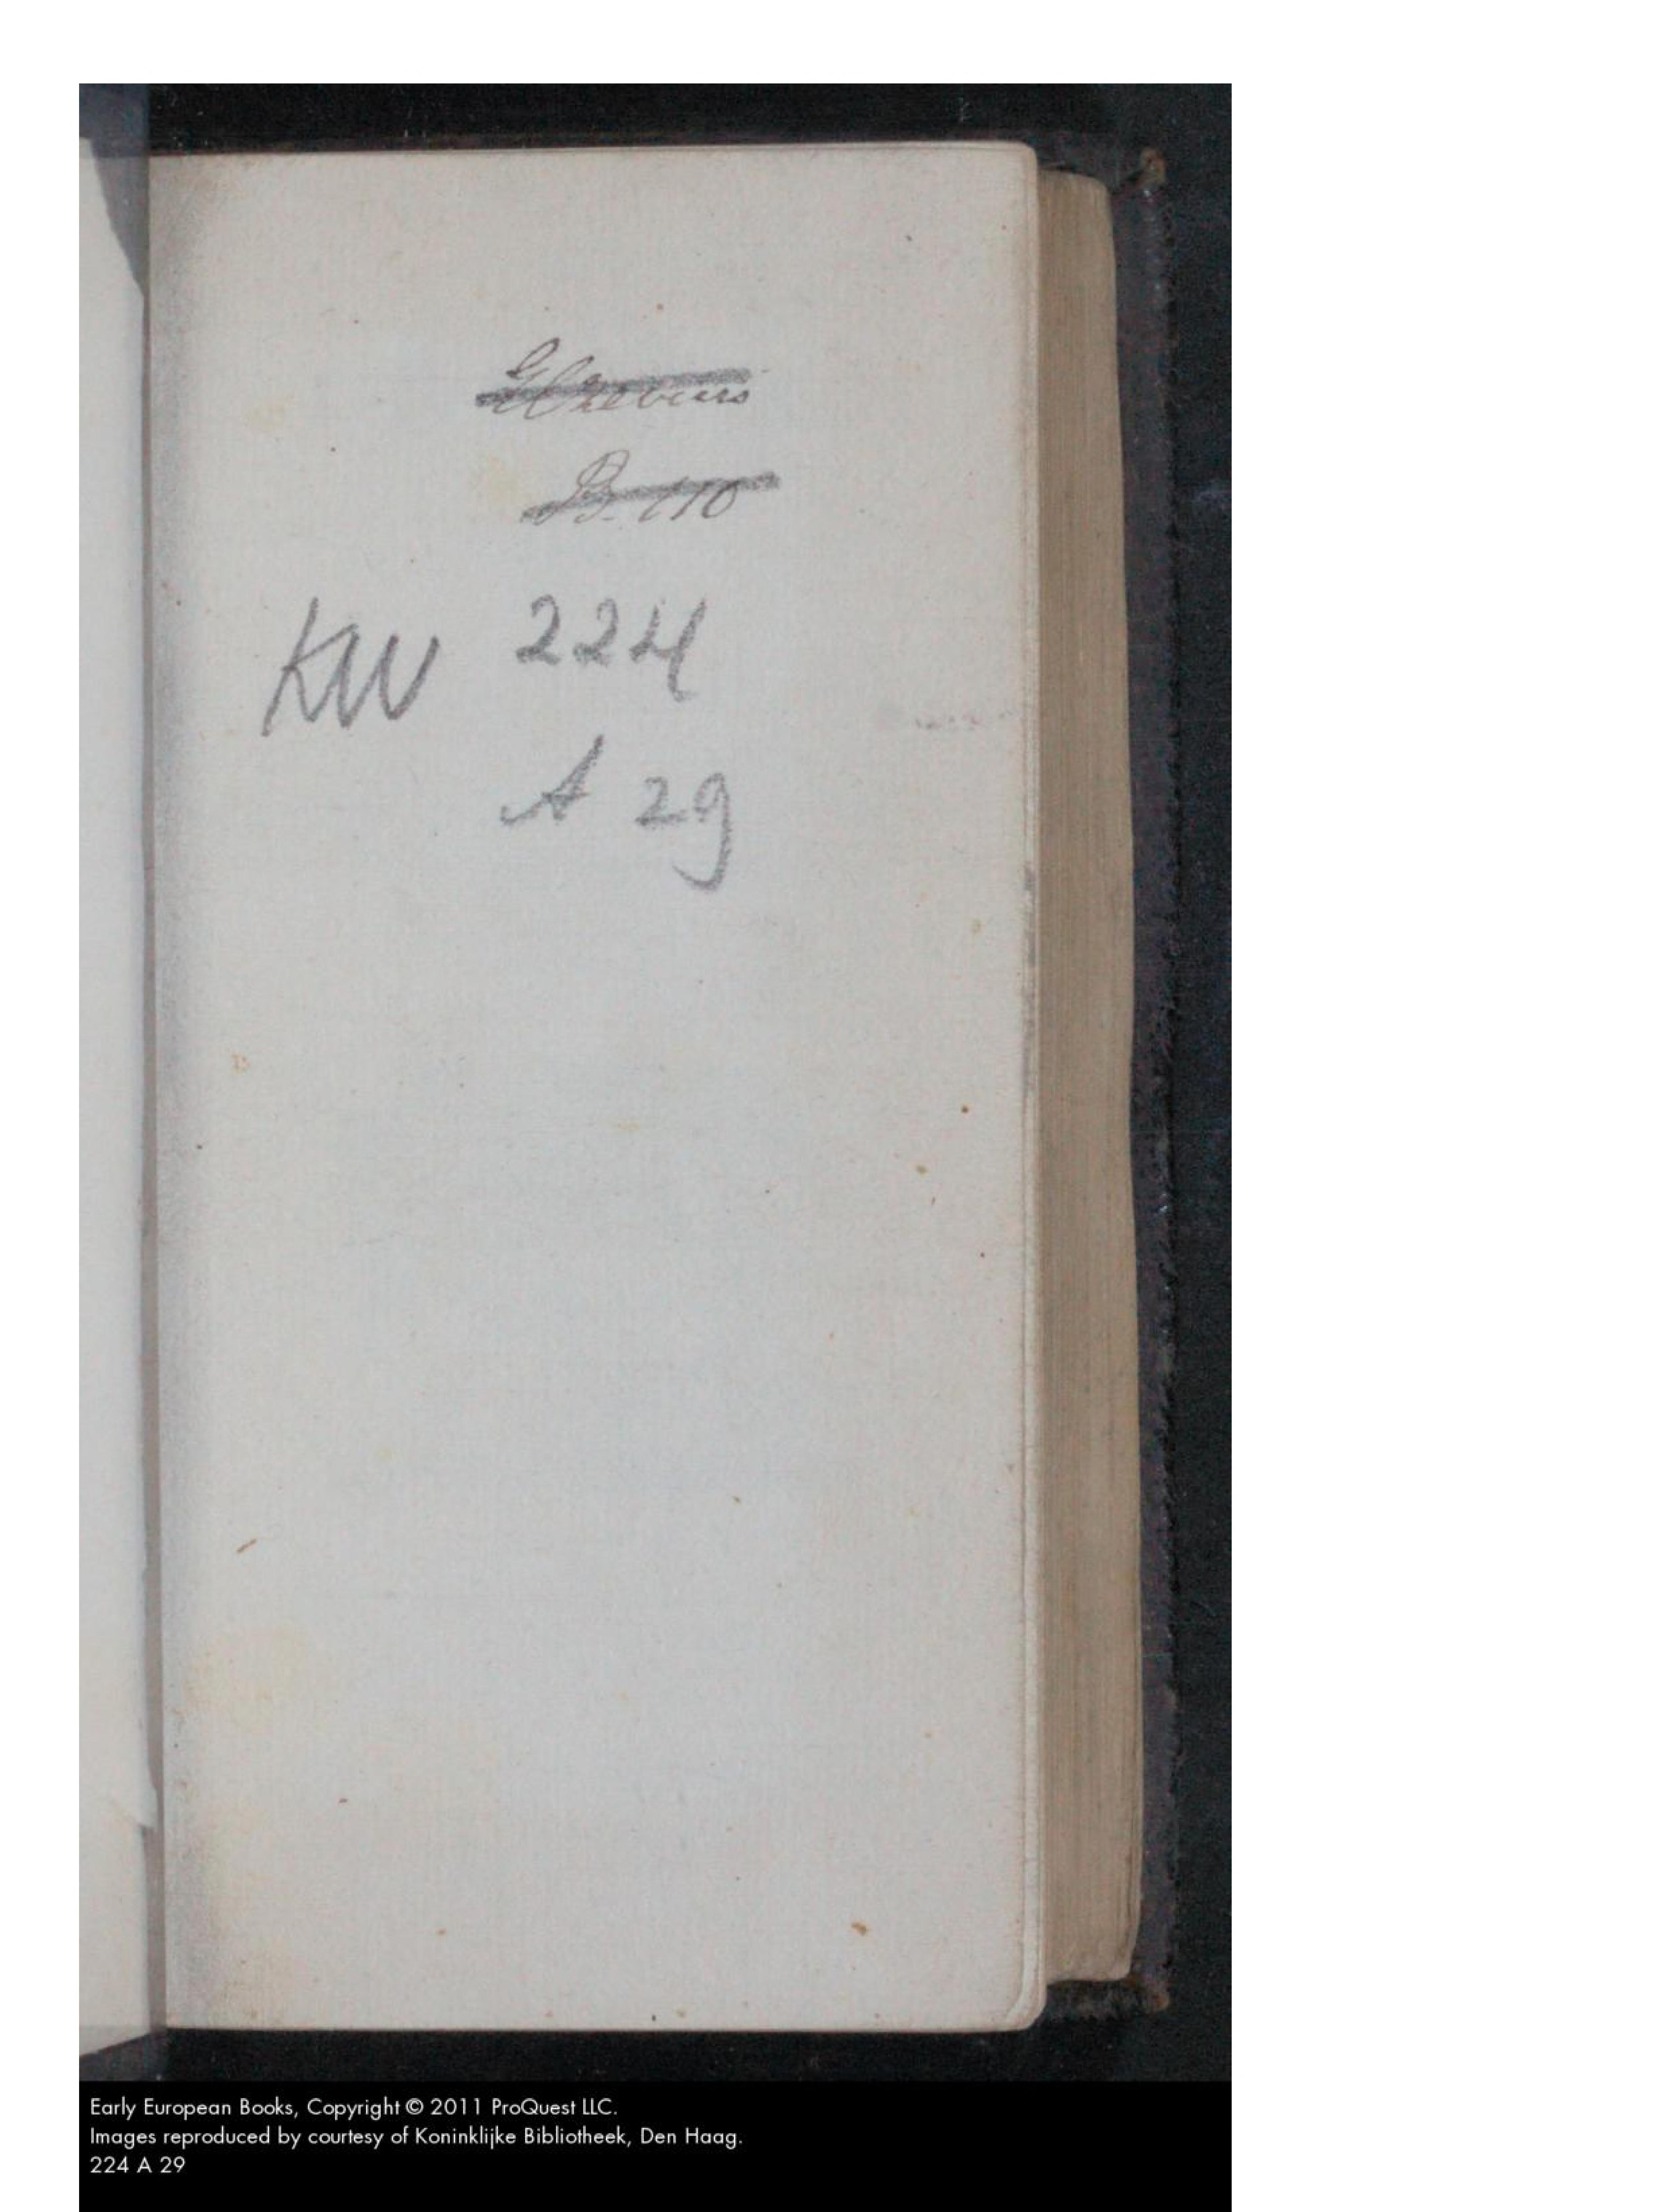 B. 110
KW 224
A 29
Early European Books, Copyright © 2011 ProQuest LLC.
Images reproduced by courtesy of Koninklijke Bibliotheek, Den Haag.
224 A 29